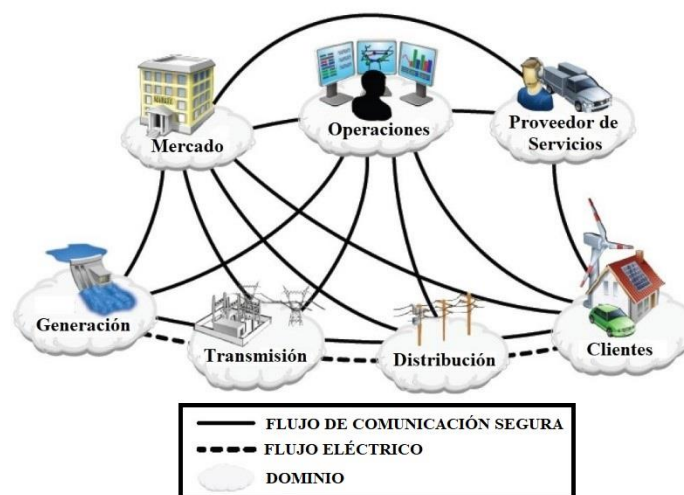 Mercado
Operaciones
Proveedor de
Servicios
Generación
Transmisión
Distribución
Clientes
FLUJO DE COMUNICACIÓN SEGURA
FLUJO ELÉCTRICO
DOMINIO